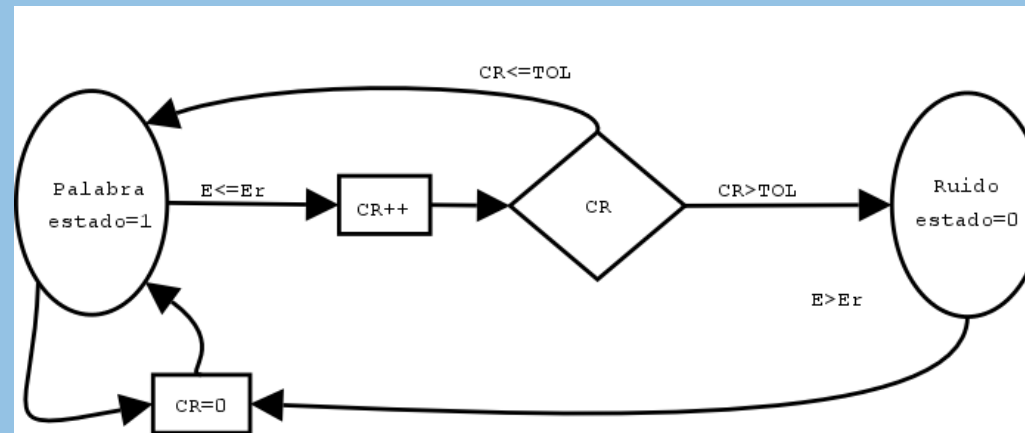 CR<=TOL
Palabra
estado=1
E<=Er
CR++
CR
CR>TOL
Ruido
estado=0
E>Er
CR=0